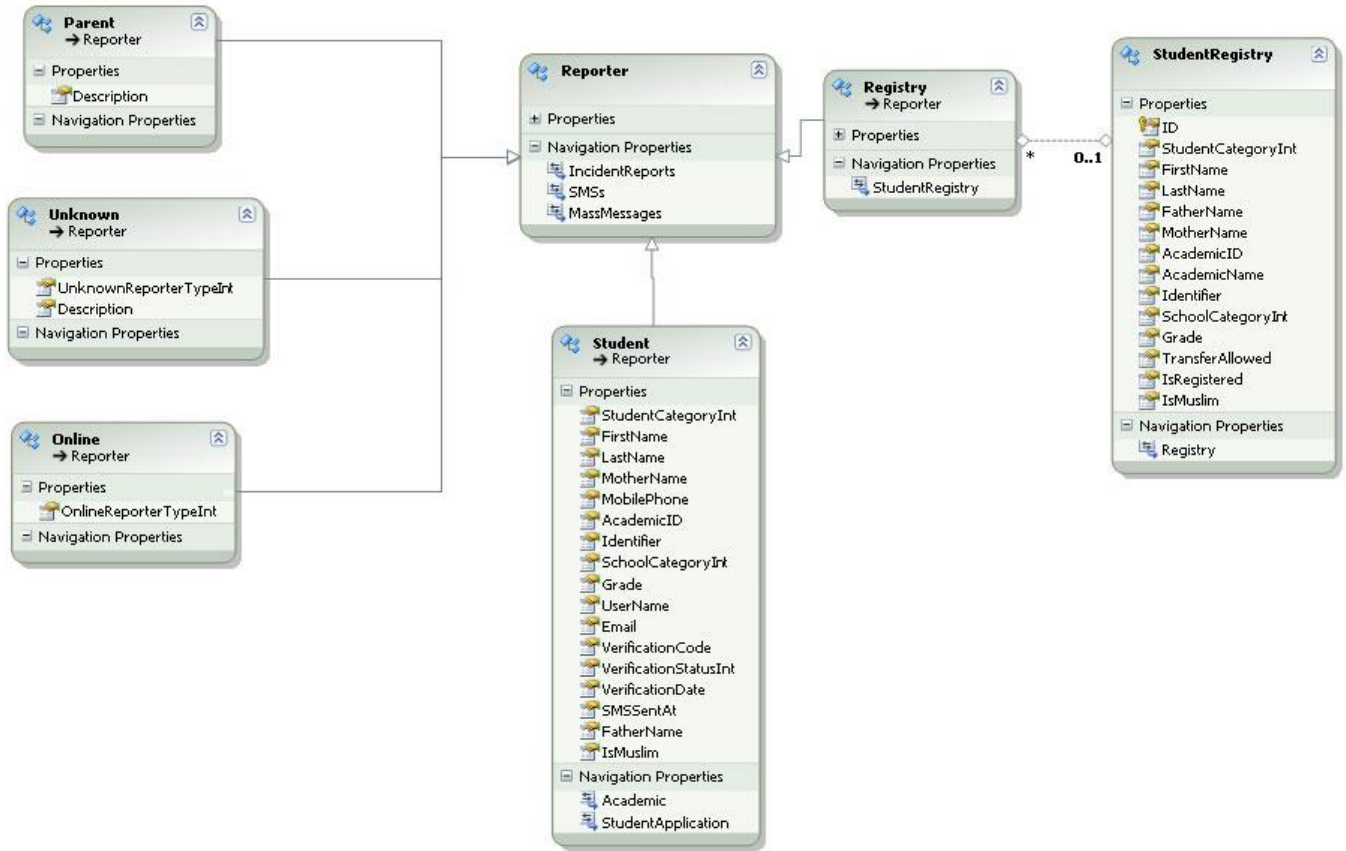 Parent
→ Reporter
Properties
Description
Navigation Properties
Unknown
→ Reporter
Properties
UnknownReporterTypeInt
Description
Navigation Properties
Online
→ Reporter
Properties
OnlineReporterTypeInt
Navigation Properties
Reporter
Properties
Navigation Properties
IncidentReports
SMSs
MassMessages
Student
→ Reporter
Properties
StudentCategoryInt
FirstName
LastName
MotherName
MobilePhone
AcademicID
Identifier
SchoolCategoryInt
Grade
UserName
Email
VerificationCode
VerificationStatusInt
VerificationDate
SMSSentAt
FatherName
IsMuslim
Navigation Properties
Academic
StudentApplication
Registry
→ Reporter
Properties
Navigation Properties
StudentRegistry
* 0..1
StudentRegistry
Properties
ID
StudentCategoryInt
FirstName
LastName
FatherName
MotherName
AcademicID
AcademicName
Identifier
SchoolCategoryInt
Grade
TransferAllowed
IsRegistered
IsMuslim
Navigation Properties
Registry